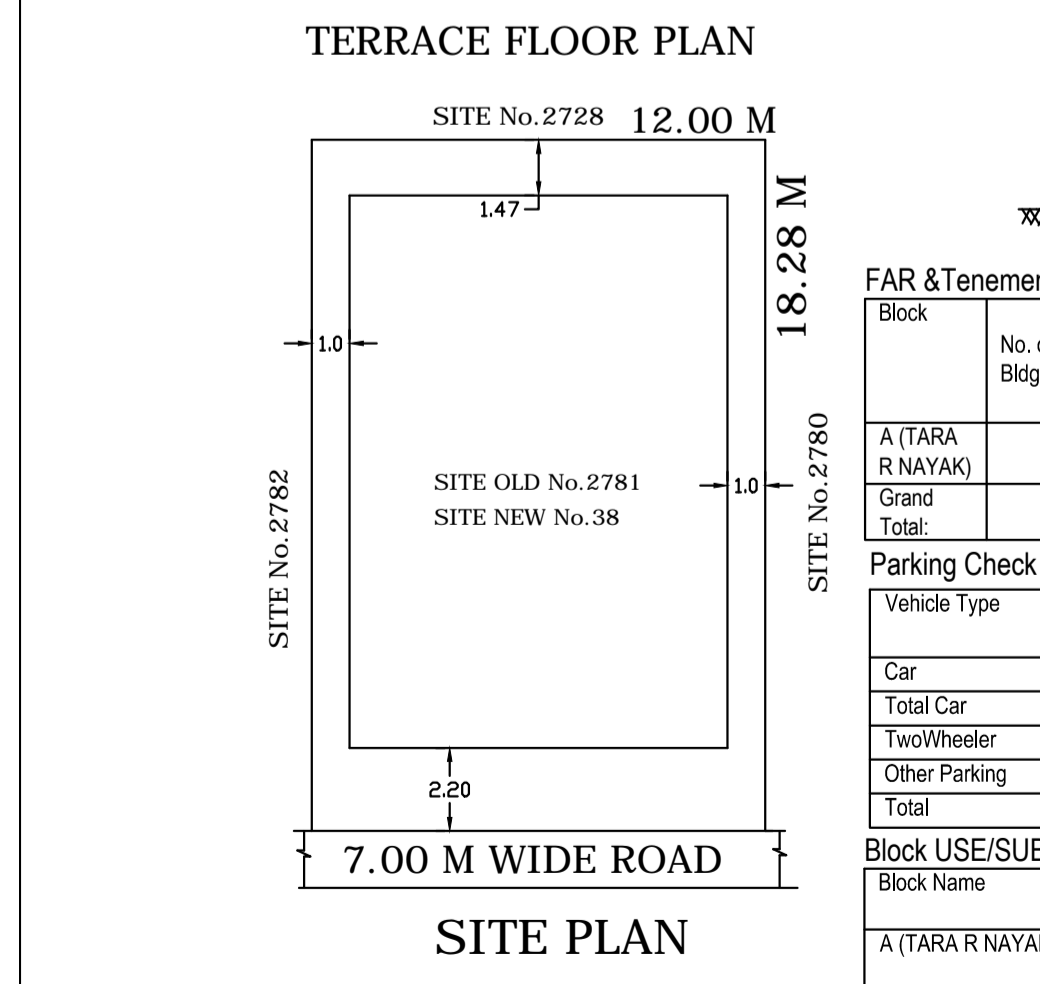 TERRACE FLOOR PLAN
SITE No.2728 12.00 M
1.47
18.28 M
1.0
SITE No.2782
SITE OLD No.2781
SITE NEW No.38
1.0
SITE No.2780
2.20
7.00 M WIDE ROAD
SITE PLAN
FAR &Tenemen
Block
No. o
Bldg
A (TARA
R NAYAK)
Grand
Total:
Parking Check
Vehicle Type
Car
Total Car
TwoWheeler
Other Parking
Total
Block USE/SUB
Block Name
A (TARA R NAYAK